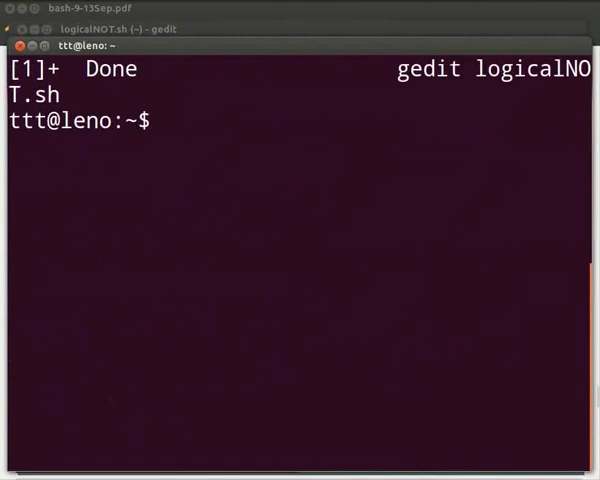 bash-9-13Sep.pdf
logicalNOT.sh (~) - gedit
ttt@leno: ~
[1]+  Done                    gedit logicalNO
T.sh
ttt@leno:~$